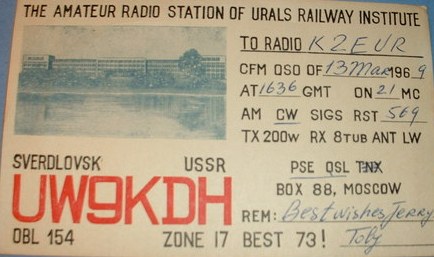 THE AMATEUR RADIO STATION OF URALS RAILWAY INSTITUTE
TO RADIO K2EUR
CFM QSO OF 13 Mar 1969
AT 1636 GMT ON 21 MC
AM CW SIGS RST 569
TX 200W RX 8TUB ANT LW
SVERDLOVSK USSR
PSE QSL TNX
UW9KDH
BOX 88, MOSCOW
REM: Best wishes, Jerry
OBL 154 ZONE 17 BEST 73!